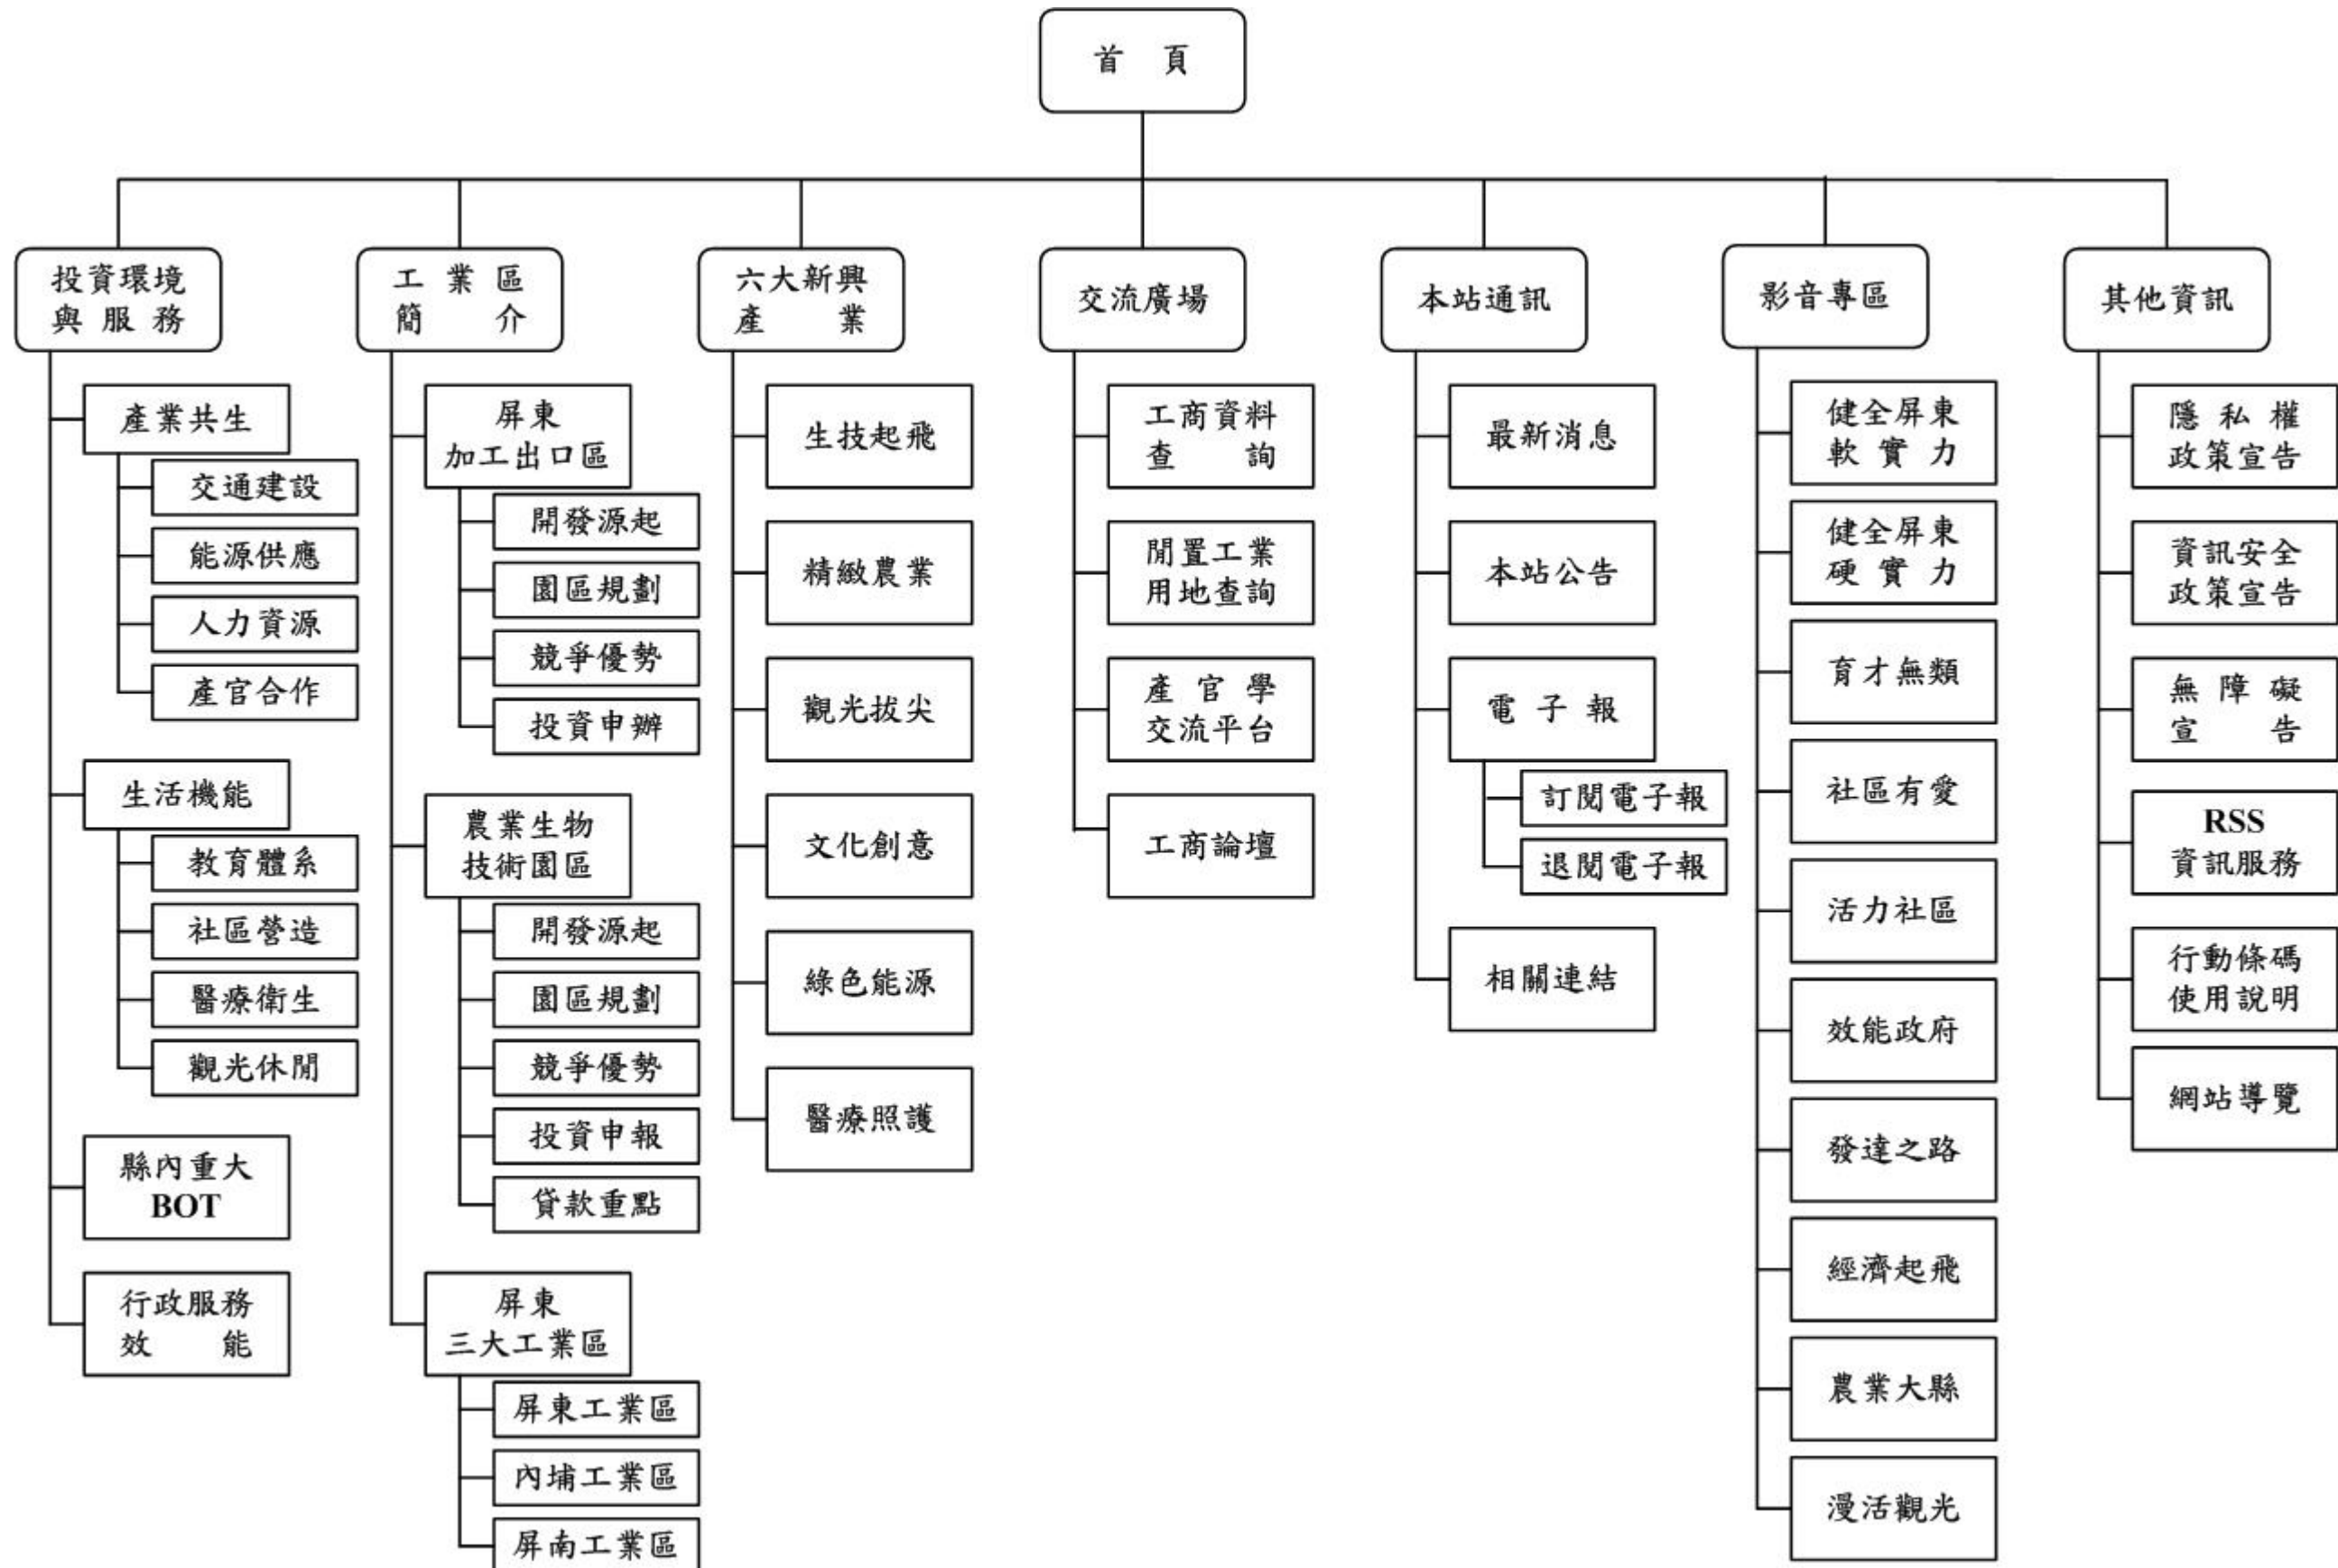 首頁
投資環境
與服務
產業共生
交通建設
能源供應
人力資源
產官合作
生活機能
教育體系
社區營造
醫療衛生
觀光休閒
縣內重大
BOT
行政服務
效能
工業區
簡介
屏東
加工出口區
開發源起
園區規劃
競爭優勢
投資申辦
農業生物
技術園區
開發源起
園區規劃
競爭優勢
投資申報
貸款重點
屏東
三大工業區
屏東工業區
內埔工業區
屏南工業區
六大新興
產業
生技起飛
精緻農業
觀光拔尖
文化創意
綠色能源
醫療照護
交流廣場
工商資料
查詢
閒置工業
用地查詢
產官學
交流平台
工商論壇
本站通訊
最新消息
本站公告
電子報
訂閱電子報
退閱電子報
相關連結
影音專區
健全屏東
軟實力
健全屏東
硬實力
育才無類
社區有愛
活力社區
效能政府
發達之路
經濟起飛
農業大縣
漫活觀光
其他資訊
隱私權
政策宣告
資訊安全
政策宣告
無障礙
宣告
RSS
資訊服務
行動條碼
使用說明
網站導覽